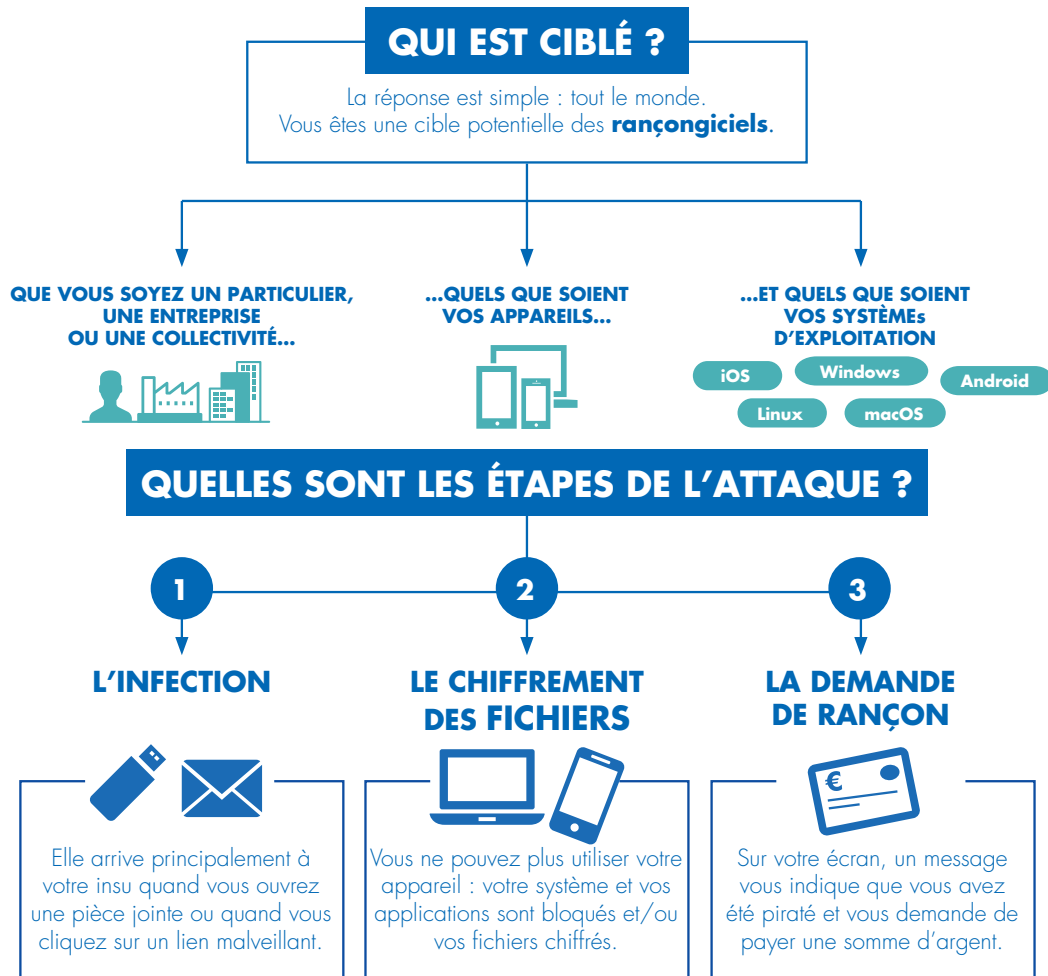 QUI EST CIBLÉ ?
La réponse est simple : tout le monde.
Vous êtes une cible potentielle des rançongiciels.
QUE VOUS SOYEZ UN PARTICULIER,
UNE ENTREPRISE
OU UNE COLLECTIVITÉ...
...QUELS QUE SOIENT
VOS APPAREILS...
...ET QUELS QUE SOIENT
VOS SYSTÈMEs
D'EXPLOITATION
iOS
Windows
Android
Linux
macOS
QUELLES SONT LES ÉTAPES DE L'ATTAQUE ?
1
L'INFECTION
Elle arrive principalement à
votre insu quand vous ouvrez
une pièce jointe ou quand vous
cliquez sur un lien malveillant.
2
LE CHIFFREMENT
DES FICHIERS
Vous ne pouvez plus utiliser votre
appareil : votre système et vos
applications sont bloqués et/ou
vos fichiers chiffrés.
3
LA DEMANDE
DE RANÇON
€
Sur votre écran, un message
vous indique que vous avez
été piraté et vous demande de
payer une somme d'argent.